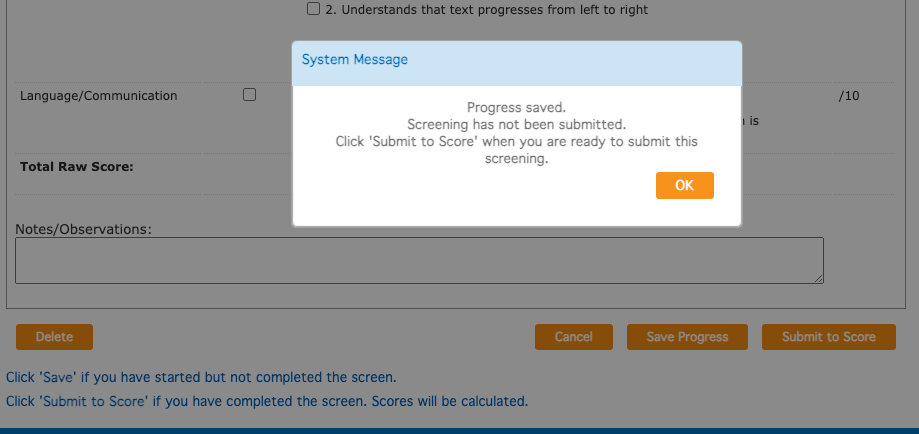 2. Understands that text progresses from left to right
System Message
Progress saved.
Screening has not been submitted.
Click 'Submit to Score' when you are ready to submit this
screening.
OK
Language/Communication
/10
is
Total Raw Score:
Notes/Observations:
Delete
Cancel
Save Progress
Submit to Score
Click 'Save' if you have started but not completed the screen.
Click 'Submit to Score' if you have completed the screen. Scores will be calculated.